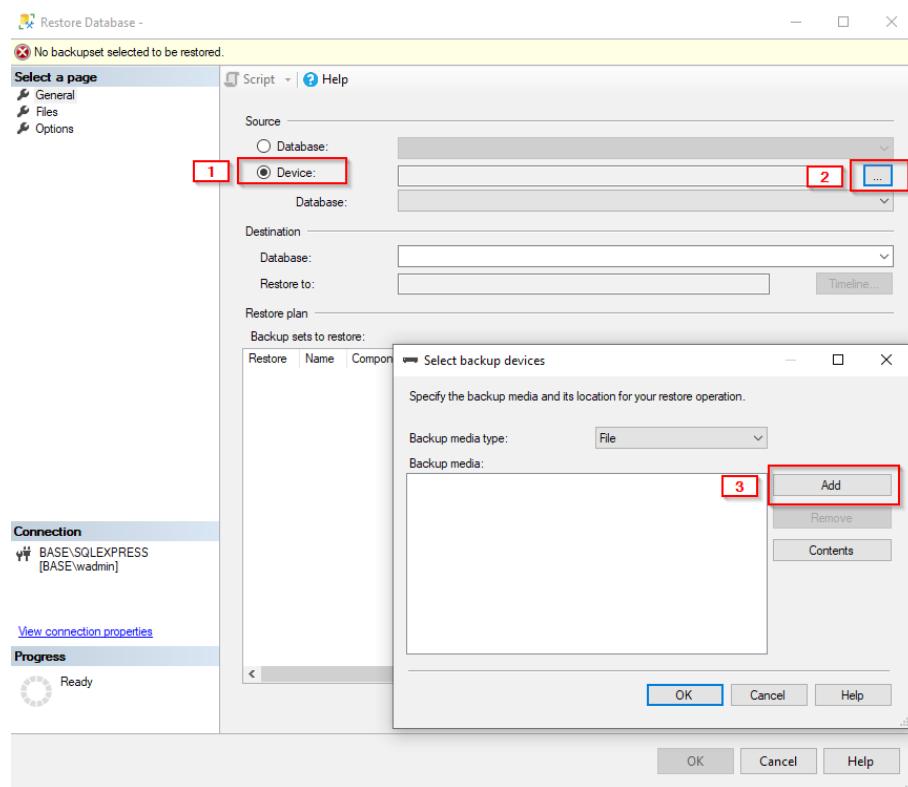 Restore Database -
No backupset selected to be restored.
Select a page
General
Files
Options
Script
Help
Source
Database:
1
Device:
2
...
Database:
Destination
Database:
Restore to:
Timeline...
Restore plan
Backup sets to restore:
Restore Name Compon
Select backup devices
Specify the backup media and its location for your restore operation.
Backup media type:
File
Backup media:
3
Add
Remove
Contents
OK
Cancel
Help
Connection
BASE\SQLEXPRESS
[BASE\wadmin]
View connection properties
Progress
Ready
OK
Cancel
Help